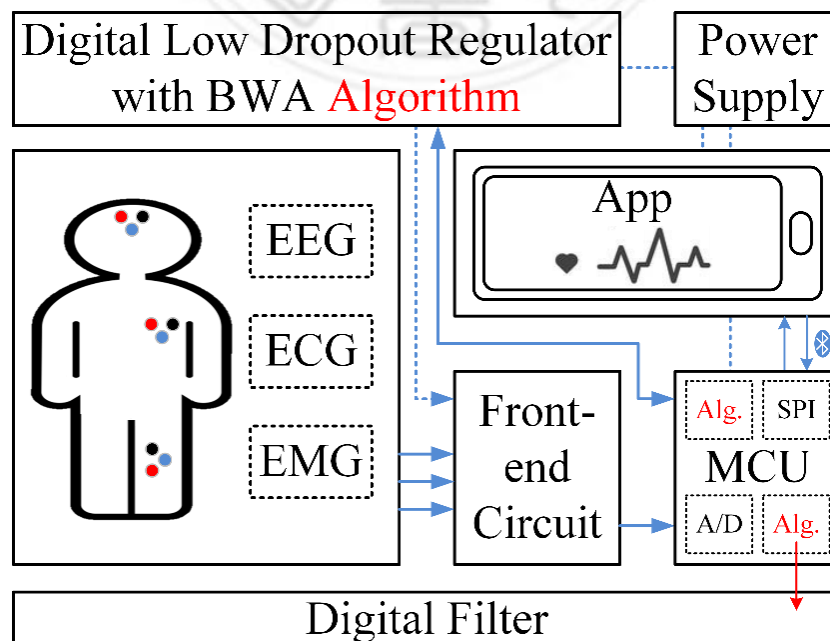 Digital Low Dropout Regulator
with BWA Algorithm
Power
Supply
EEG
ECG
EMG
App
Front-
end
Circuit
Alg.
SPI
MCU
A/D
Alg.
Digital Filter